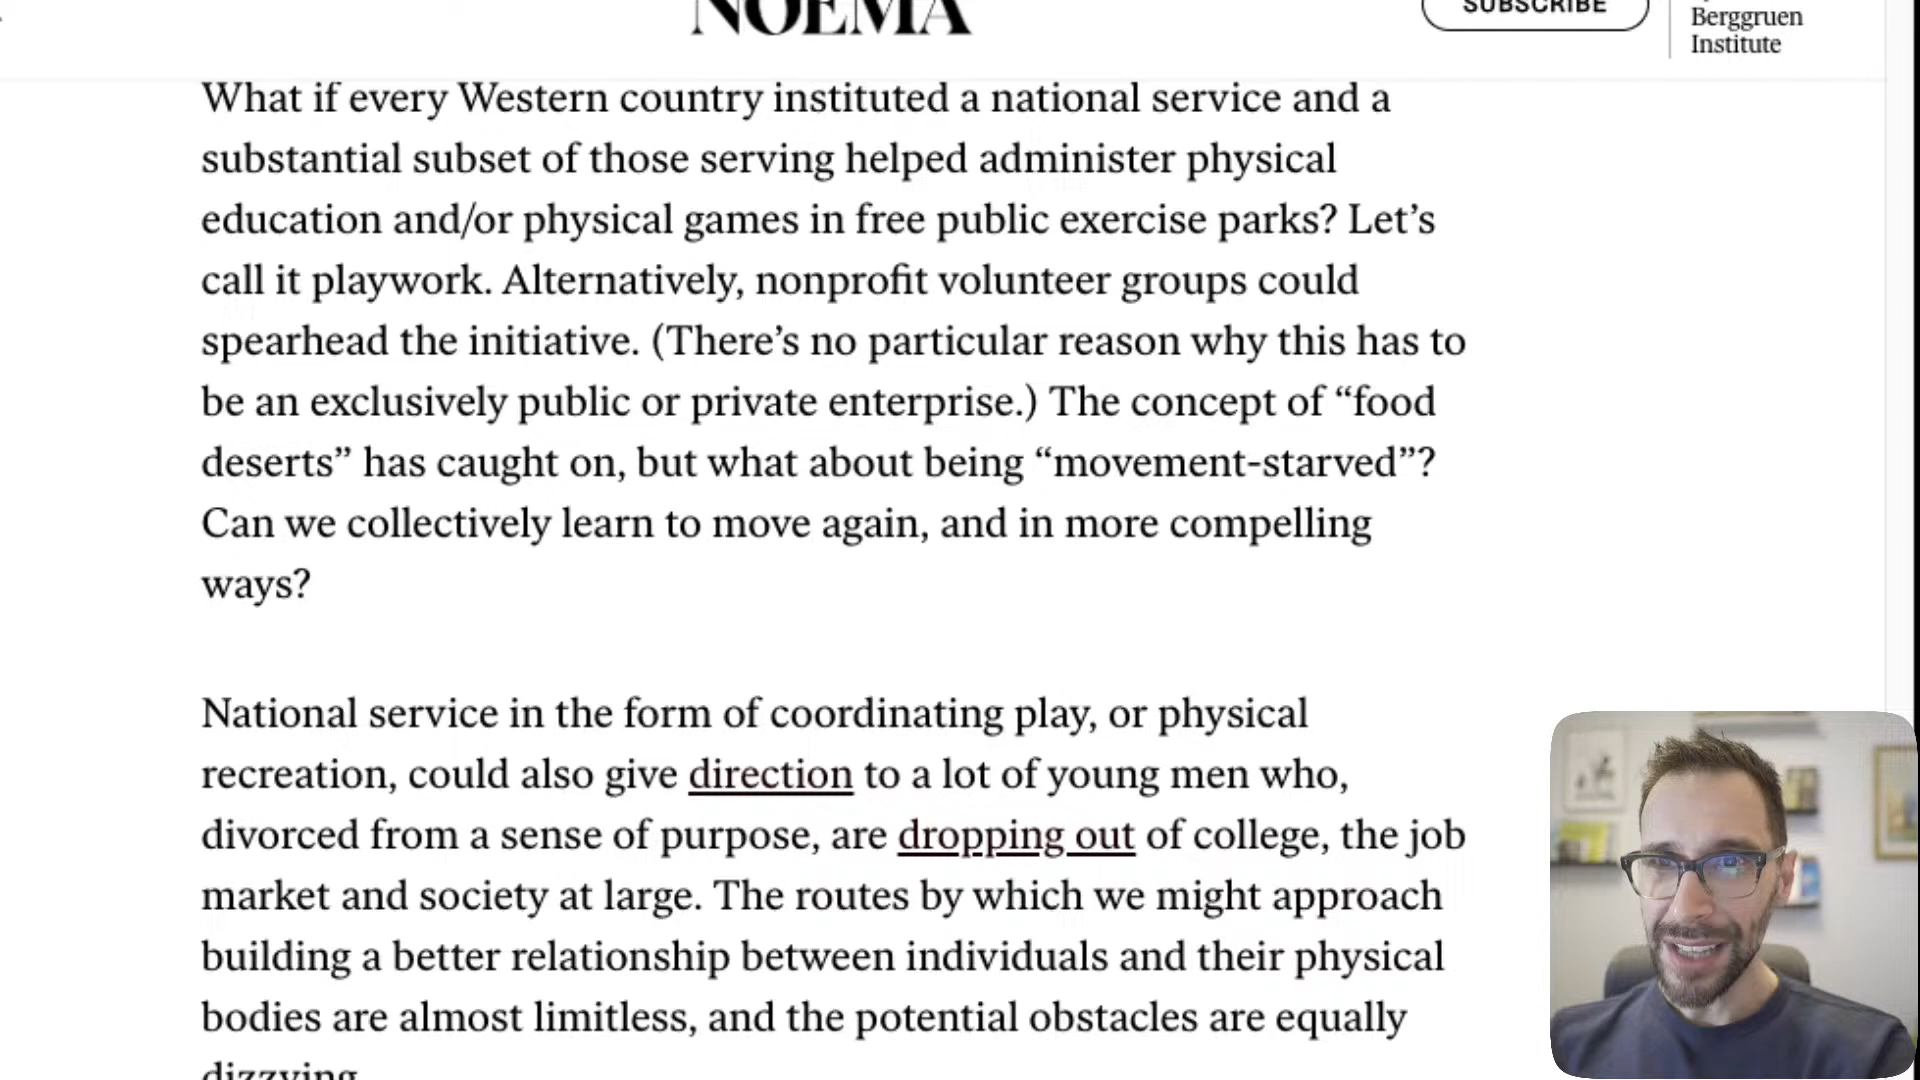 NOEMA
SUBSCRIBE
Berggruen
Institute
What if every Western country instituted a national service and a
substantial subset of those serving helped administer physical
education and/or physical games in free public exercise parks? Let’s
call it playwork. Alternatively, nonprofit volunteer groups could
spearhead the initiative. (There’s no particular reason why this has to
be an exclusively public or private enterprise.) The concept of “food
deserts” has caught on, but what about being “movement-starved”?
Can we collectively learn to move again, and in more compelling
ways?
National service in the form of coordinating play, or physical
recreation, could also give direction to a lot of young men who,
divorced from a sense of purpose, are dropping out of college, the job
market and society at large. The routes by which we might approach
building a better relationship between individuals and their physical
bodies are almost limitless, and the potential obstacles are equally
dizzying.